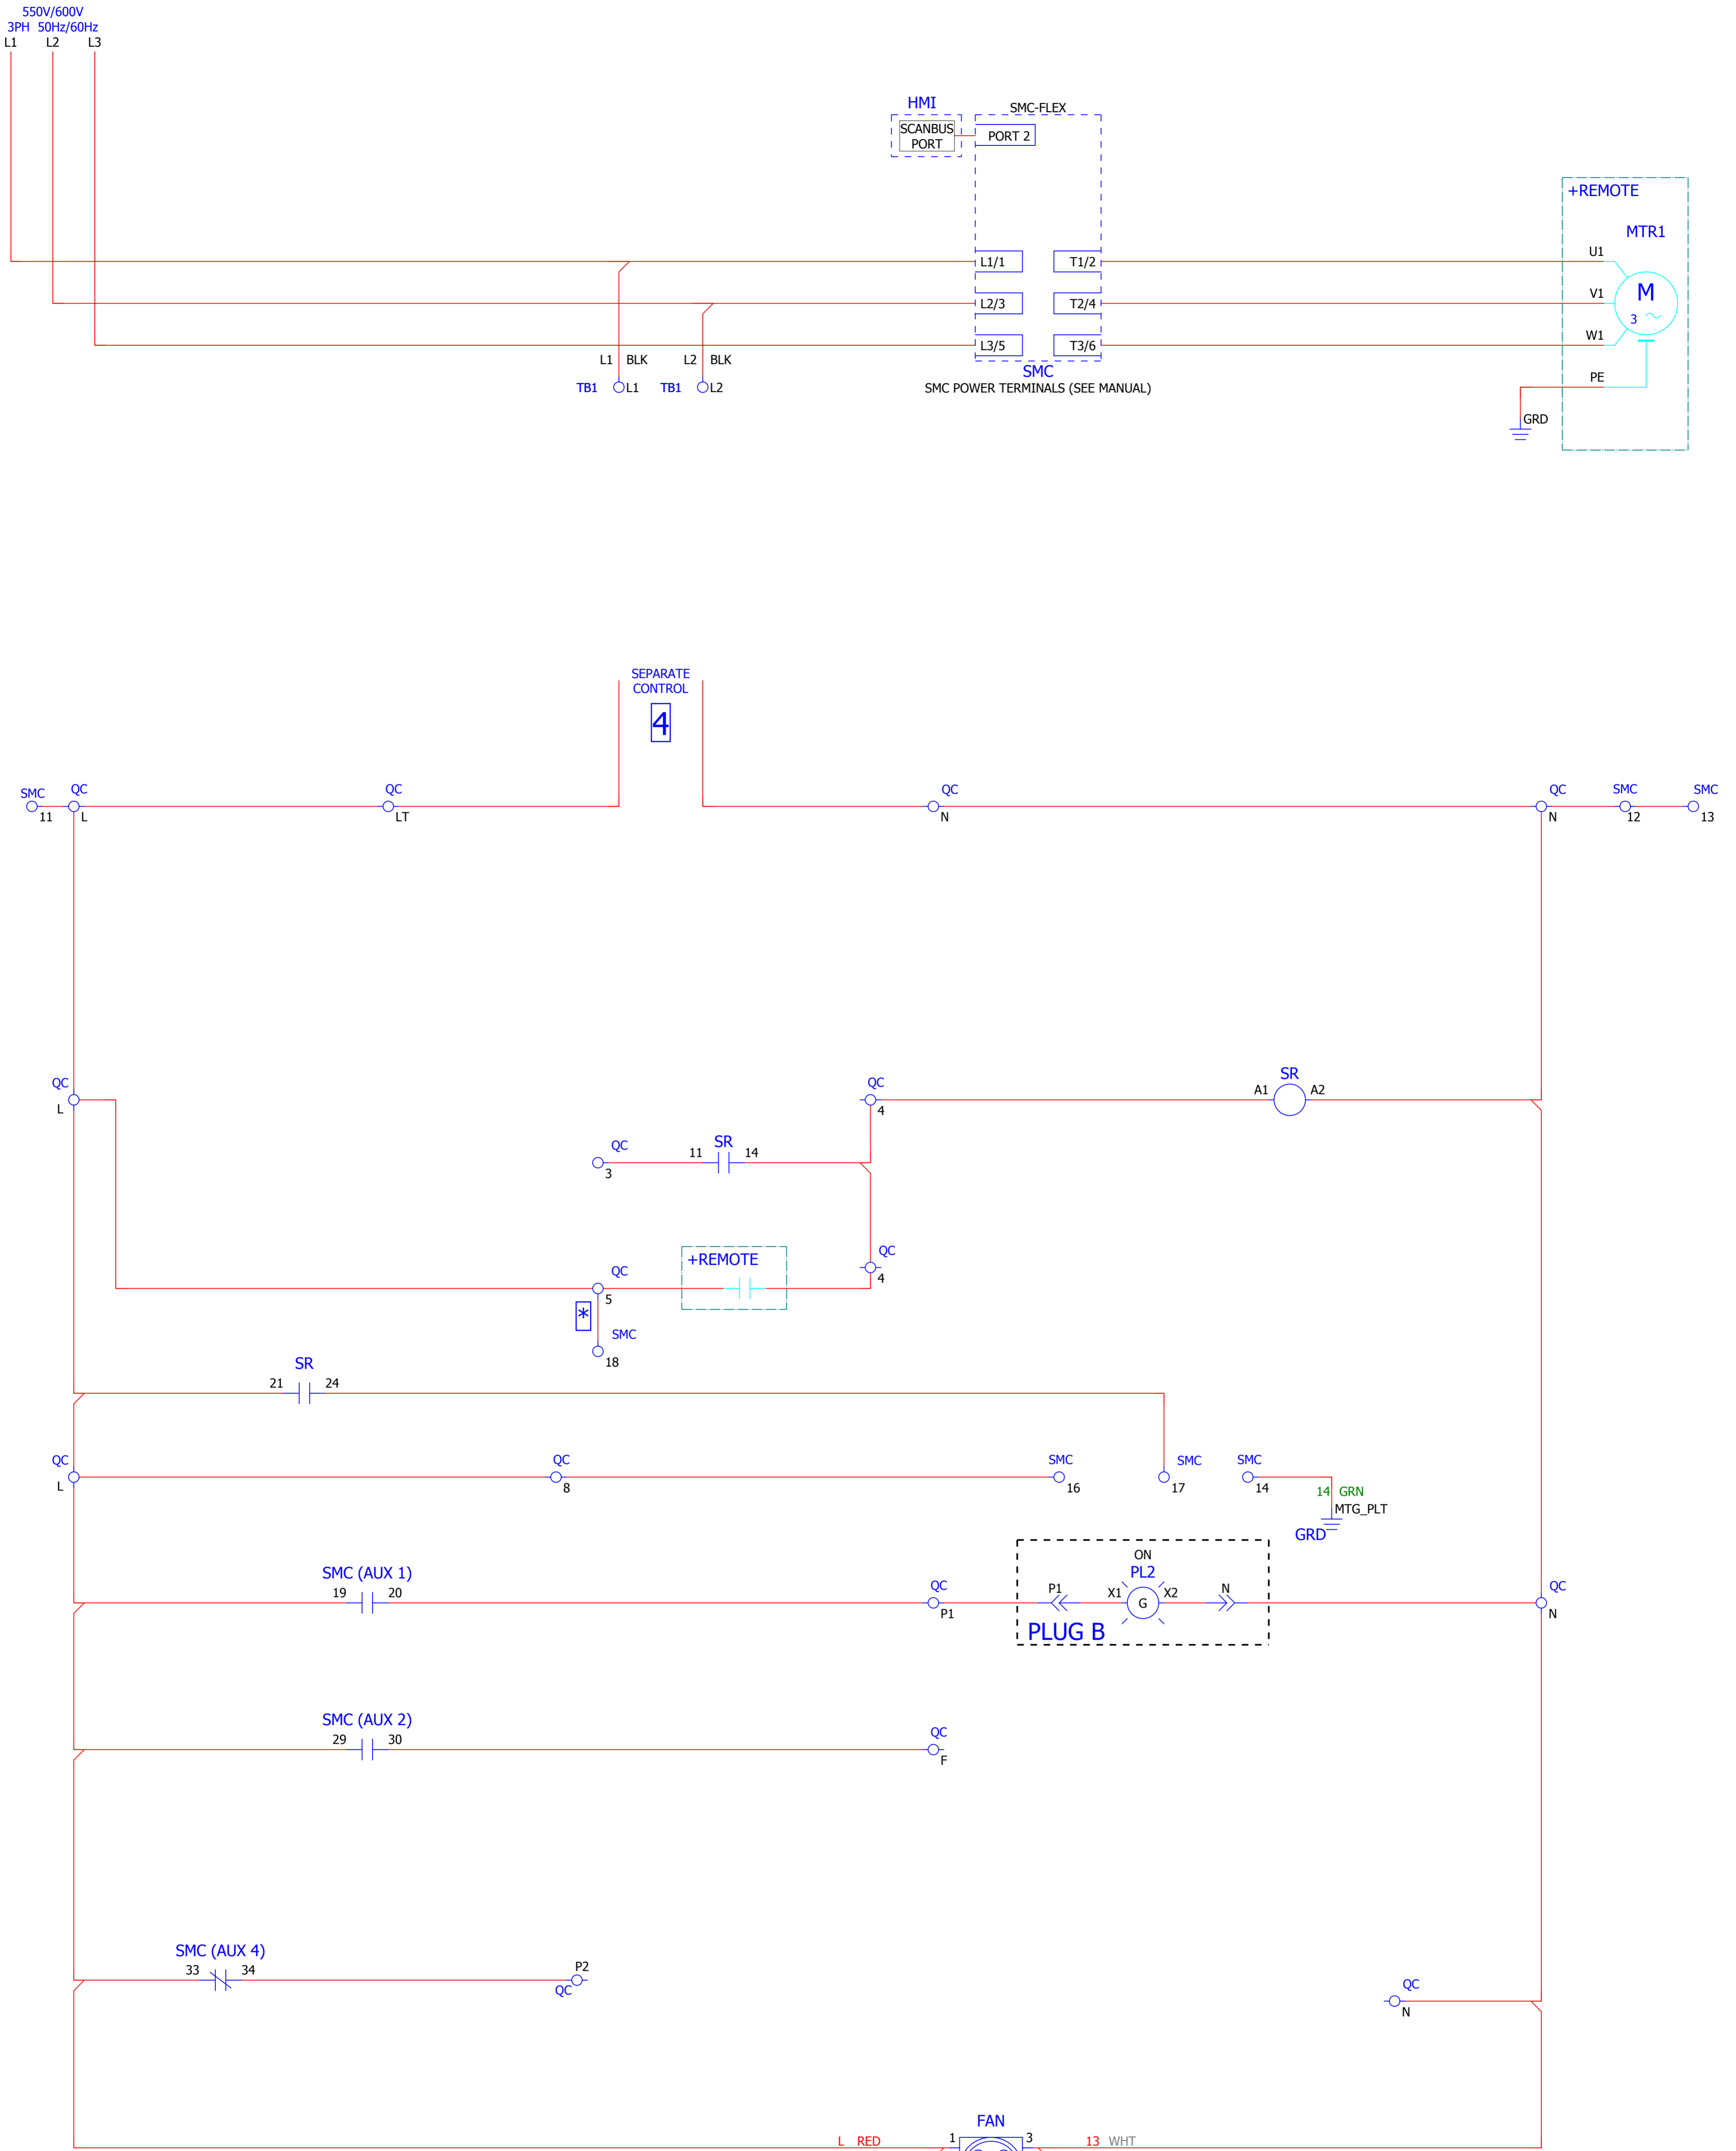 550V/600V
3PH 50Hz/60Hz
L1 L2 L3
HMI
SMC-FLEX
SCANBUS
PORT
PORT 2
+REMOTE
MTR1
L1/1 T1/2 U1
L2/3 T2/4 V1
M
3
L3/5 T3/6 W1
L1 BLK L2 BLK
SMC
TB1 L1 TB1 L2
SMC POWER TERMINALS (SEE MANUAL)
PE
GRD
SEPARATE
CONTROL
4
SMC QC QC QC QC SMC SMC
11 L LT N N 12 13
QC QC SR
L 4 A1 A2
QC SR
3 11 14
QC
4
+REMOTE
QC
5
*
SMC
18
SR
21 24
QC QC SMC SMC SMC
L 8 16 17 14
14 GRN
MTG_PLT
GRD
ON
SMC (AUX 1) PL2
19 20 QC P1 X1 G X2 N QC
P1 N
PLUG B
SMC (AUX 2)
29 30 QC
F
SMC (AUX 4)
33 34 P2
QC
QC
N
FAN
L RED 1 3 13 WHT